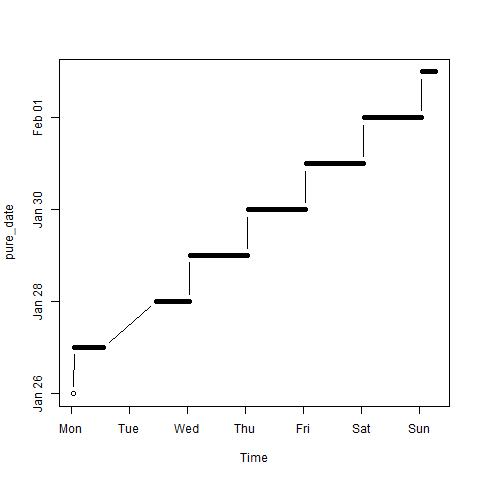 Feb 01
Jan 30
Jan 28
Jan 26
pure_date
Mon Tue Wed Thu Fri Sat Sun
Time